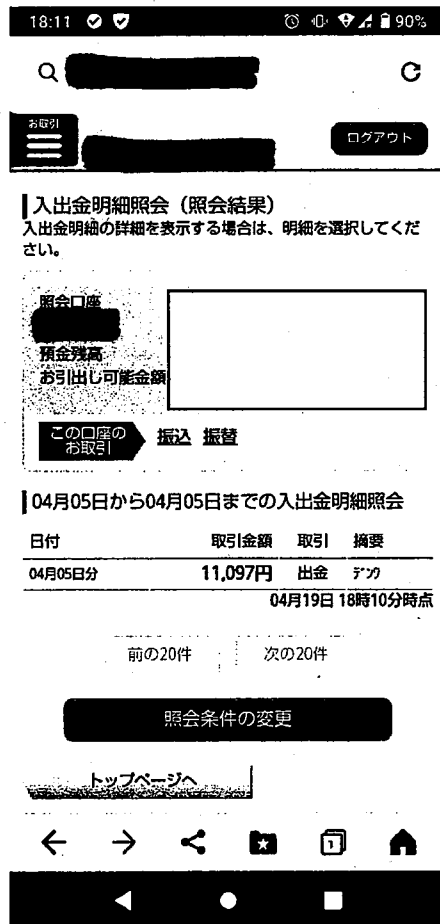 18:11
90%
お取引
ログアウト
入出金明細照会（照会結果）
入出金明細の詳細を表示する場合は、明細を選択してくだ
さい。
照会口座
預金残高
お引出し可能金額
この口座の
お取引
振込 振替
04月05日から04月05日までの入出金明細照会
日付 取引金額 取引 摘要
04月05日分 11,097円 出金 ﾃﾞﾝﾜ
04月19日 18時10分時点
前の20件 次の20件
照会条件の変更
トップページへ
1